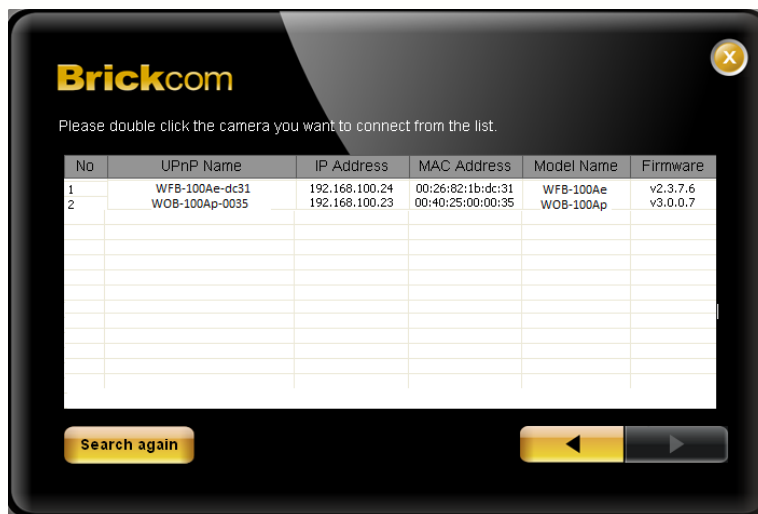 X
Brickcom
Please double click the camera you want to connect from the list.
No UPnP Name IP Address MAC Address Model Name Firmware
1 WFB-100Ae-dc31 192.168.100.24 00:26:82:1b:dc:31 WFB-100Ae v2.3.7.6
2 WOB-100Ap-0035 192.168.100.23 00:40:25:00:00:35 WOB-100Ap v3.0.0.7
Search again